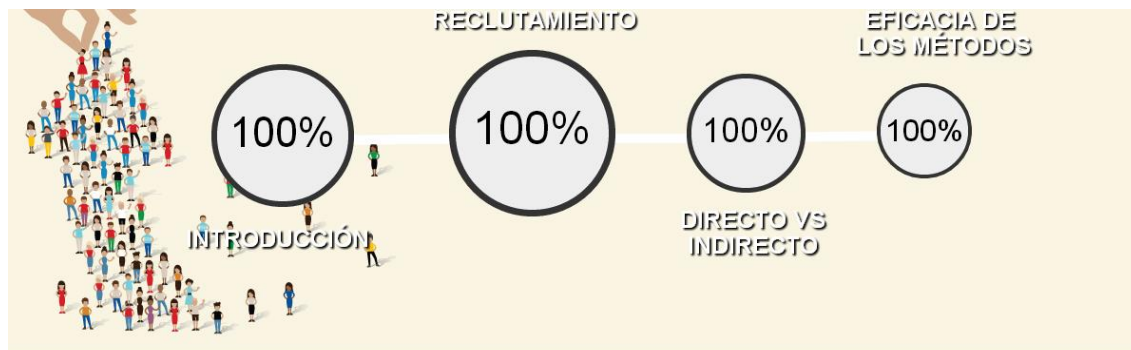 RECLUTAMIENTO
EFICACIA DE
LOS MÉTODOS
100%
100%
100%
100%
INTRODUCCIÓN
DIRECTO VS
INDIRECTO